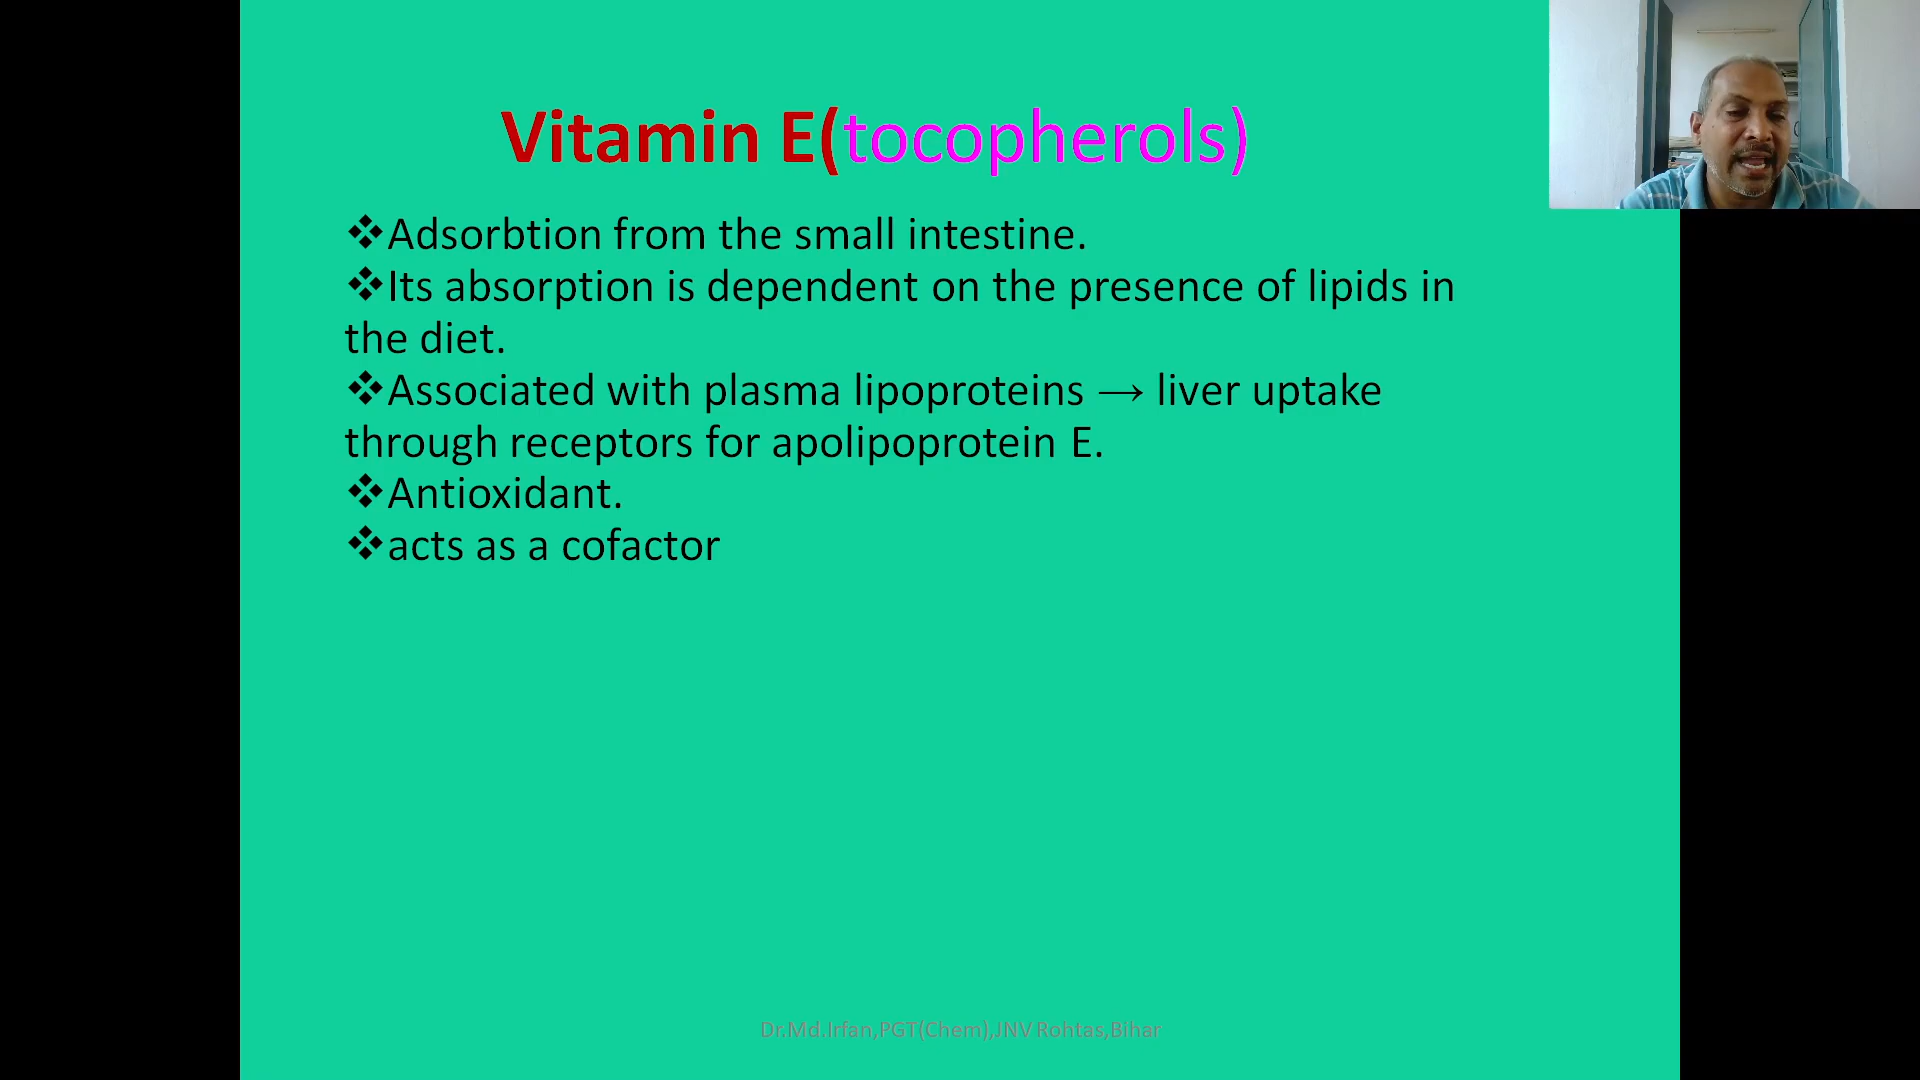 Vitamin E(tocopherols)
❖Adsorbtion from the small intestine.
❖Its absorption is dependent on the presence of lipids in
the diet.
❖Associated with plasma lipoproteins → liver uptake
through receptors for apolipoprotein E.
❖Antioxidant.
❖acts as a cofactor
Dr.Md.Irfan,PGT(Chem),JNV Rohtas,Bihar